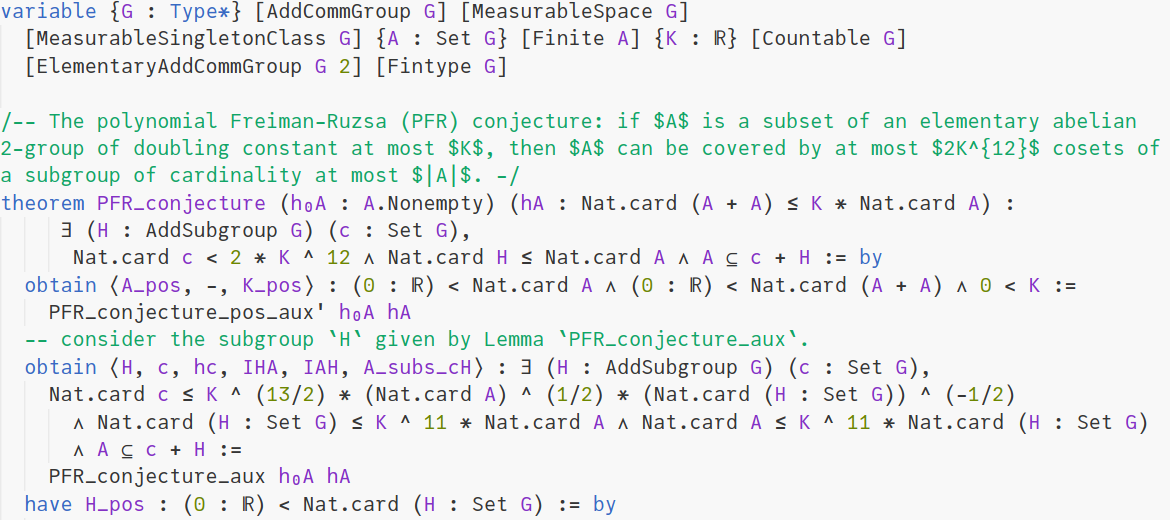 variable {G : Type*} [AddCommGroup G] [MeasurableSpace G]
[MeasurableSingletonClass G] {A : Set G} [Finite A] {K : ℝ} [Countable G]
[ElementaryAddCommGroup G 2] [Fintype G]
/-- The polynomial Freiman-Ruzsa (PFR) conjecture: if $A$ is a subset of an elementary abelian
2-group of doubling constant at most $K$, then $A$ can be covered by at most $2K^{12}$ cosets of
a subgroup of cardinality at most $|A|$. -/
theorem PFR_conjecture (h₀A : A.Nonempty) (hA : Nat.card (A + A) ≤ K * Nat.card A) :
∃ (H : AddSubgroup G) (c : Set G),
Nat.card c < 2 * K ^ 12 ∧ Nat.card H ≤ Nat.card A ∧ A ⊆ c + H := by
obtain ⟨A_pos, -, K_pos⟩ : (0 : ℝ) < Nat.card A ∧ (0 : ℝ) < Nat.card (A + A) ∧ 0 < K :=
PFR_conjecture_pos_aux' h₀A hA
-- consider the subgroup `H` given by Lemma `PFR_conjecture_aux`.
obtain ⟨H, c, hc, IHA, IAH, A_subs_cH⟩ : ∃ (H : AddSubgroup G) (c : Set G),
Nat.card c ≤ K ^ (13/2) * (Nat.card A) ^ (1/2) * (Nat.card (H : Set G)) ^ (-1/2)
∧ Nat.card (H : Set G) ≤ K ^ 11 * Nat.card A ∧ Nat.card A ≤ K ^ 11 * Nat.card (H : Set G)
∧ A ⊆ c + H :=
PFR_conjecture_aux h₀A hA
have H_pos : (0 : ℝ) < Nat.card (H : Set G) := by